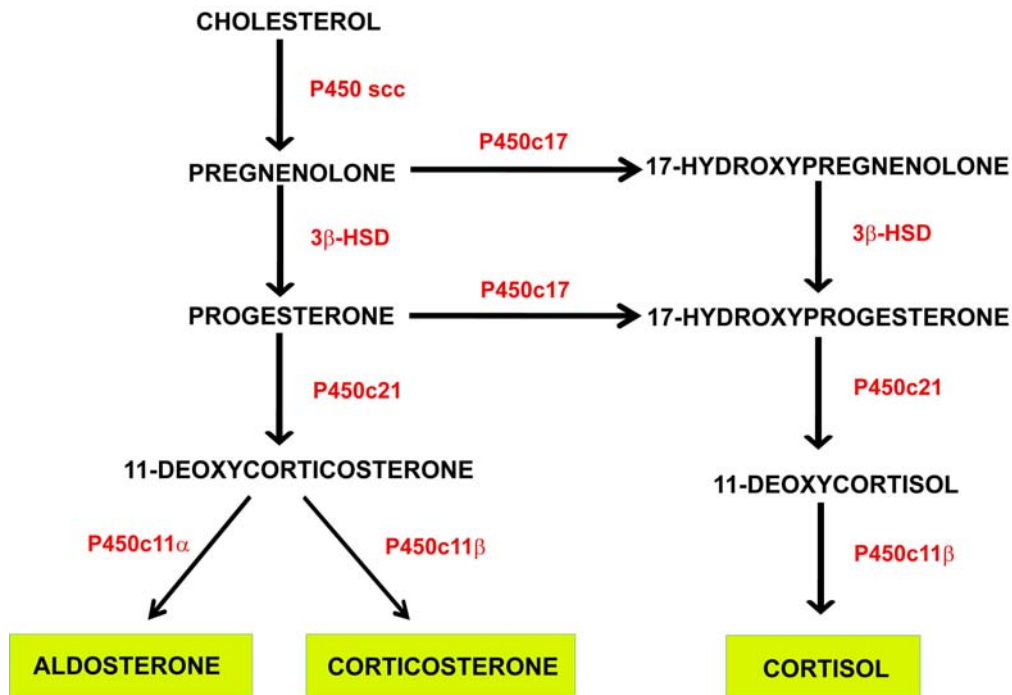 CHOLESTEROL
P450 scc
P450c17
PREGNENOLONE
17-HYDROXYPREGNENOLONE
3β-HSD
3β-HSD
P450c17
PROGESTERONE
17-HYDROXYPROGESTERONE
P450c21
P450c21
11-DEOXYCORTICOSTERONE
11-DEOXYCORTISOL
P450c11α
P450c11β
P450c11β
ALDOSTERONE
CORTICOSTERONE
CORTISOL